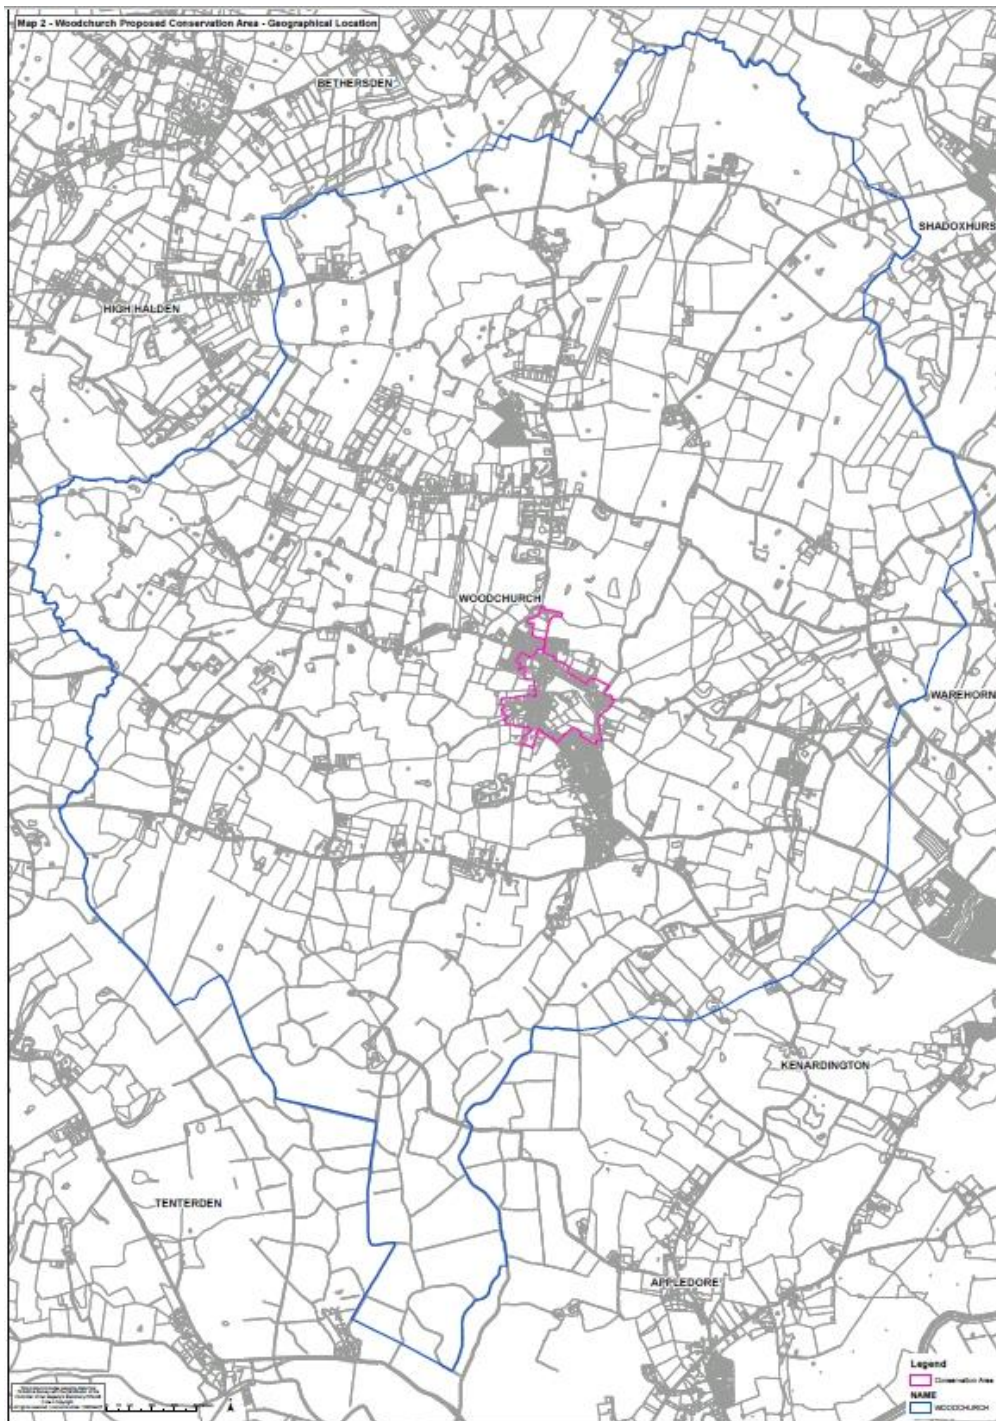 Map 2 - Woodchurch Proposed Conservation Area - Geographical Location
BETHERSDEN
SHADOXHURS
HIGH HALDEN
WOODCHURCH
WAREHORN
KENARDINGTON
TENTERDEN
APPLEDORE
Legend
Conservation Area
NAME
WOODCHURCH